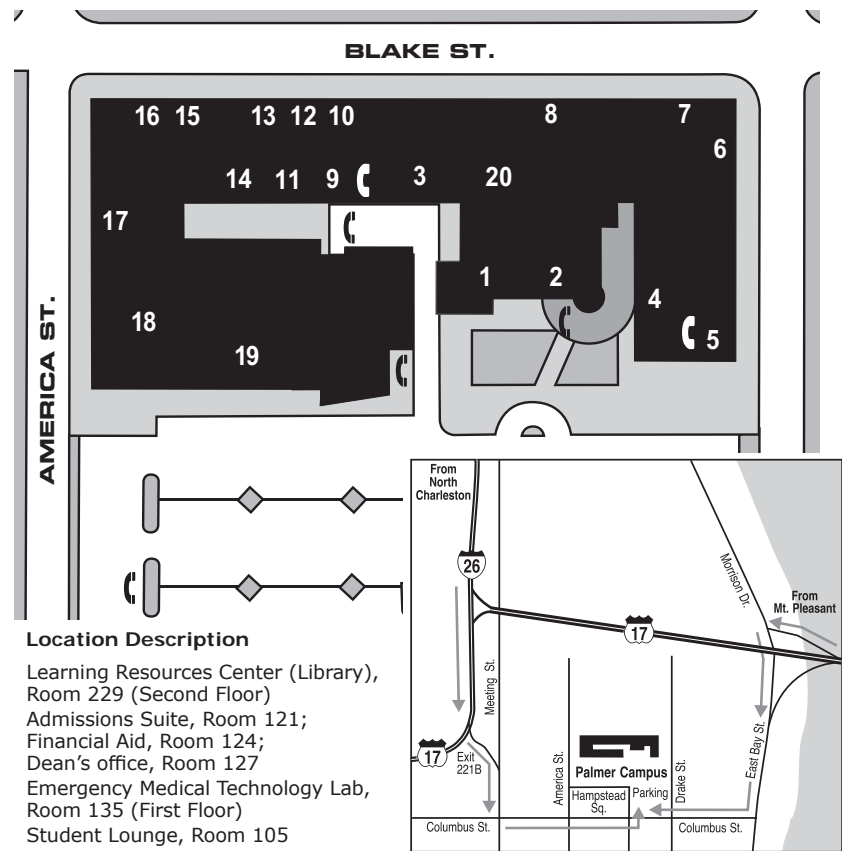 BLAKE ST.
16 15 13 12 10 8 7
6
14 11 9 3 20
17
1 2
4
18
5
19
AMERICA ST.
Location Description
Learning Resources Center (Library),
Room 229 (Second Floor)
Admissions Suite, Room 121;
Financial Aid, Room 124;
Dean’s office, Room 127
Emergency Medical Technology Lab,
Room 135 (First Floor)
Student Lounge, Room 105
From
North
Charleston
26
Morrison Dr.
From
Mt. Pleasant
17
Meeting St.
17
Exit
221B
America St.
Palmer Campus
Hampstead
Sq.
Parking
Drake St.
East Bay St.
Columbus St.
Columbus St.